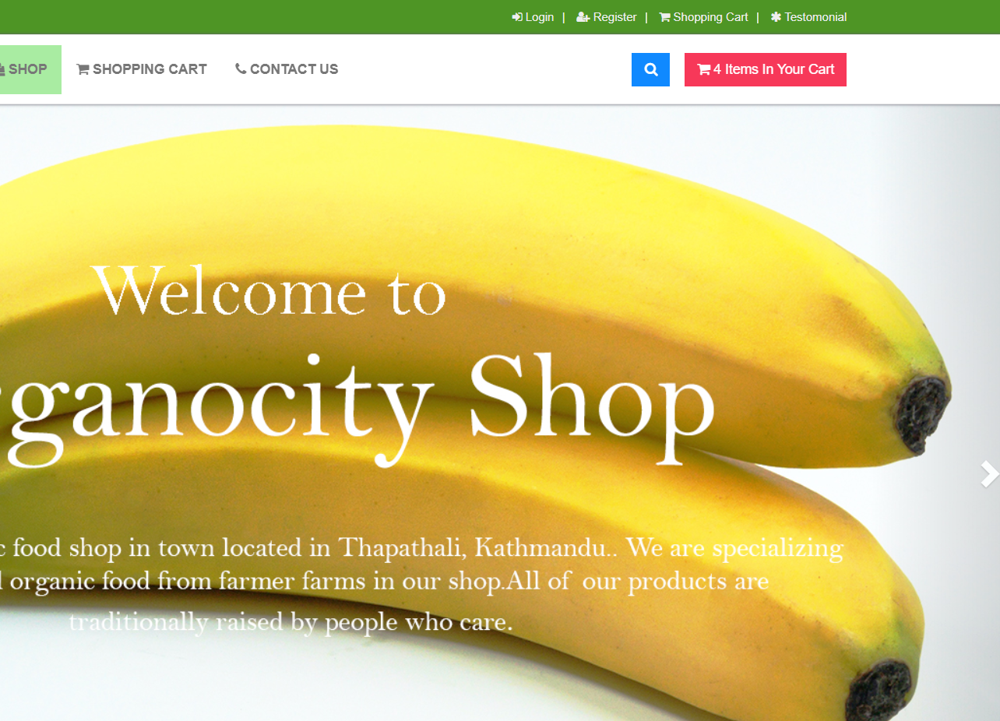 Login | Register | Shopping Cart | Testomonial
SHOP SHOPPING CART CONTACT US 4 Items In Your Cart
Welcome to
ganocity Shop
c food shop in town located in Thapathali, Kathmandu.. We are specializing
organic food from farmer farms in our shop.All of our products are
traditionally raised by people who care.